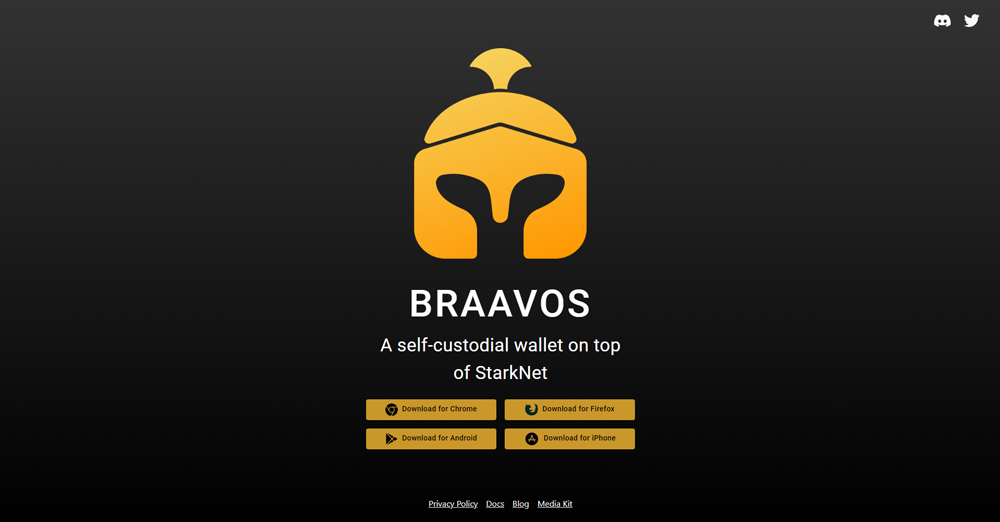 BRAAVOS
A self-custodial wallet on top
of StarkNet
Download for Chrome
Download for Firefox
Download for Android
Download for iPhone
Privacy Policy Docs Blog Media Kit